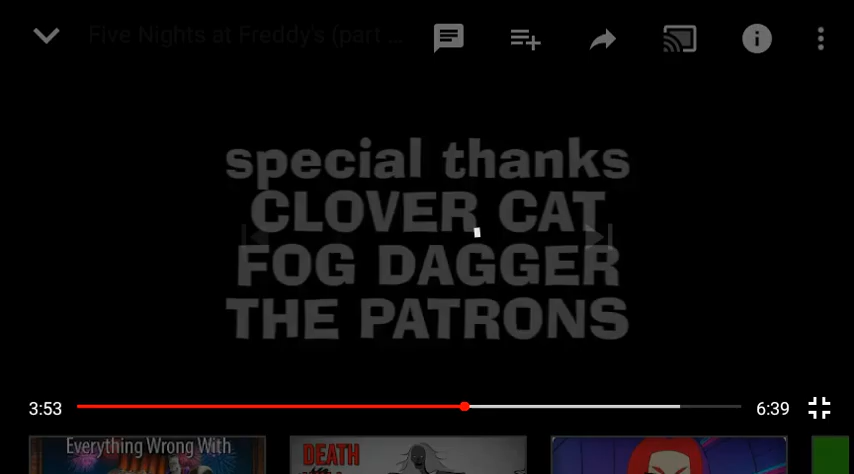 Five Nights at Freddy's (part ...
special thanks
CLOVER CAT
FOG DAGGER
THE PATRONS
3:53
6:39
Everything Wrong With
DEATH